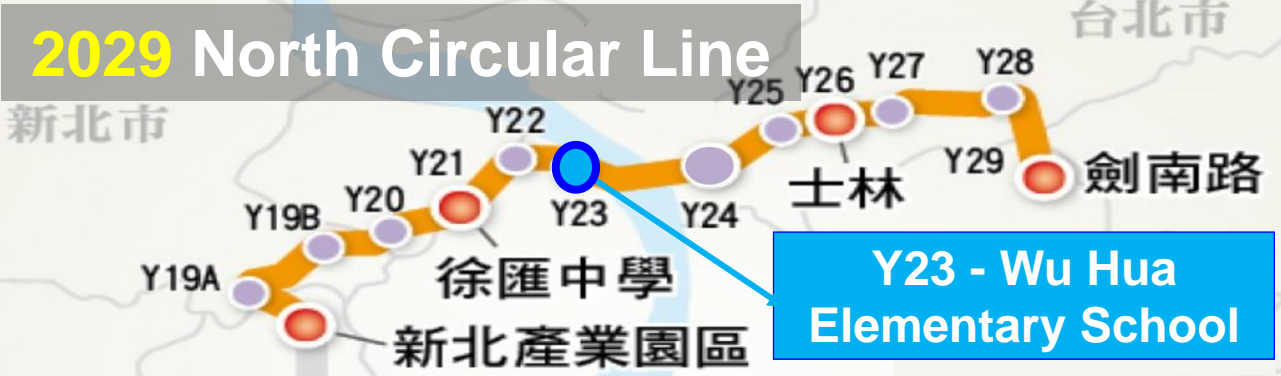 2029 North Circular Line
台北市
新北市
Y19A
Y19B
Y20
Y21
Y22
Y23
Y24
Y25
Y26
Y27
Y28
Y29
新北產業園區
徐匯中學
士林
劍南路
Y23 - Wu Hua
Elementary School